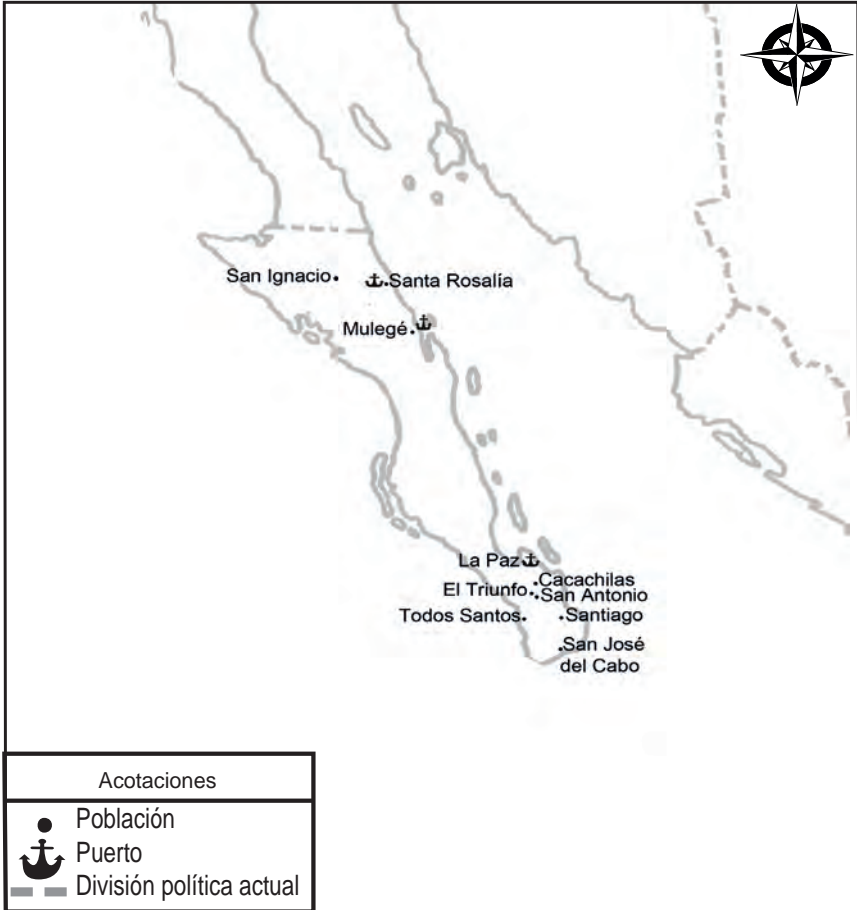 San Ignacio
Santa Rosalía
Mulegé
La Paz
Cacachilas
El Triunfo
San Antonio
Todos Santos
Santiago
San José
del Cabo
Acotaciones
Población
Puerto
División política actual